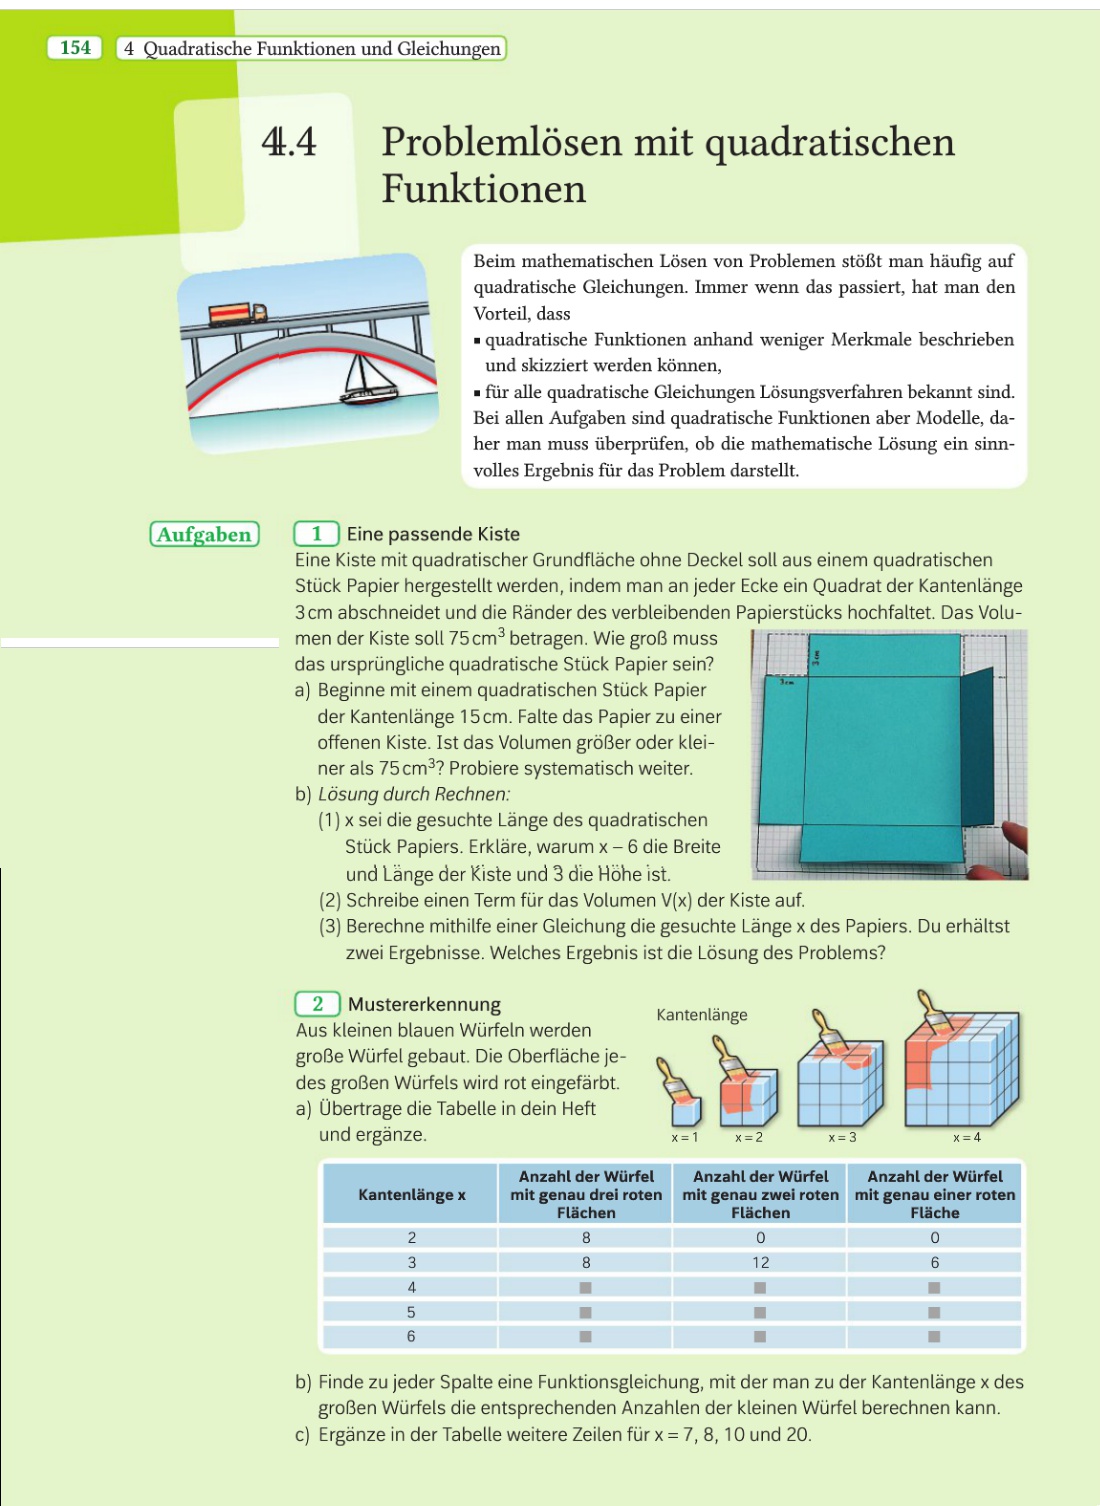 154 4 Quadratische Funktionen und Gleichungen
4.4 Problemlösen mit quadratischen
Funktionen
Beim mathematischen Lösen von Problemen stößt man häufig auf
quadratische Gleichungen. Immer wenn das passiert, hat man den
Vorteil, dass
▪ quadratische Funktionen anhand weniger Merkmale beschrieben
und skizziert werden können,
▪ für alle quadratische Gleichungen Lösungsverfahren bekannt sind.
Bei allen Aufgaben sind quadratische Funktionen aber Modelle, da-
her man muss überprüfen, ob die mathematische Lösung ein sinn-
volles Ergebnis für das Problem darstellt.
Aufgaben
1 Eine passende Kiste
Eine Kiste mit quadratischer Grundfläche ohne Deckel soll aus einem quadratischen
Stück Papier hergestellt werden, indem man an jeder Ecke ein Quadrat der Kantenlänge
3 cm abschneidet und die Ränder des verbleibenden Papierstücks hochfaltet. Das Volu-
men der Kiste soll 75 cm³ betragen. Wie groß muss
das ursprüngliche quadratische Stück Papier sein?
a) Beginne mit einem quadratischen Stück Papier
der Kantenlänge 15 cm. Falte das Papier zu einer
offenen Kiste. Ist das Volumen größer oder klei-
ner als 75 cm³? Probiere systematisch weiter.
b) Lösung durch Rechnen:
(1) x sei die gesuchte Länge des quadratischen
Stück Papiers. Erkläre, warum x – 6 die Breite
und Länge der Kiste und 3 die Höhe ist.
(2) Schreibe einen Term für das Volumen V(x) der Kiste auf.
(3) Berechne mithilfe einer Gleichung die gesuchte Länge x des Papiers. Du erhältst
zwei Ergebnisse. Welches Ergebnis ist die Lösung des Problems?
3 cm
3 cm
2 Mustererkennung
Aus kleinen blauen Würfeln werden
große Würfel gebaut. Die Oberfläche je-
des großen Würfels wird rot eingefärbt.
a) Übertrage die Tabelle in dein Heft
und ergänze.
Kantenlänge
x = 1 x = 2 x = 3 x = 4
Kantenlänge x
Anzahl der Würfel
mit genau drei roten
Flächen
Anzahl der Würfel
mit genau zwei roten
Flächen
Anzahl der Würfel
mit genau einer roten
Fläche
2 8 0 0
3 8 12 6
4 ■ ■ ■
5 ■ ■ ■
6 ■ ■ ■
b) Finde zu jeder Spalte eine Funktionsgleichung, mit der man zu der Kantenlänge x des
großen Würfels die entsprechenden Anzahlen der kleinen Würfel berechnen kann.
c) Ergänze in der Tabelle weitere Zeilen für x = 7, 8, 10 und 20.